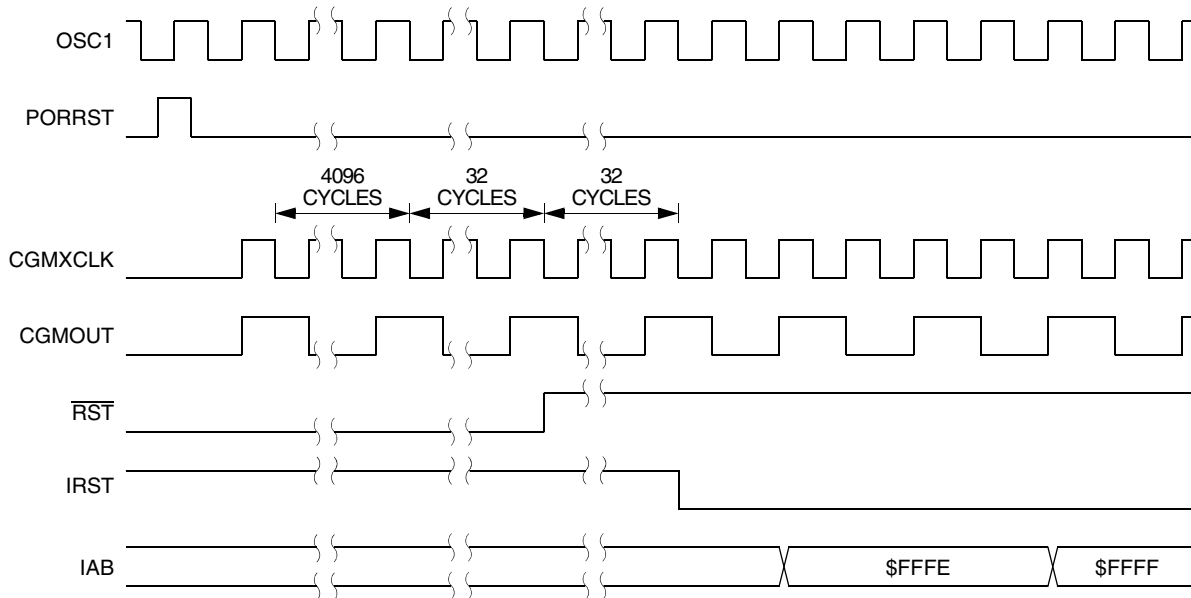 OSC1
PORRST
4096
CYCLES
32
CYCLES
32
CYCLES
CGMXCLK
CGMOUT
RST
IRST
IAB
$FFFE
$FFFF